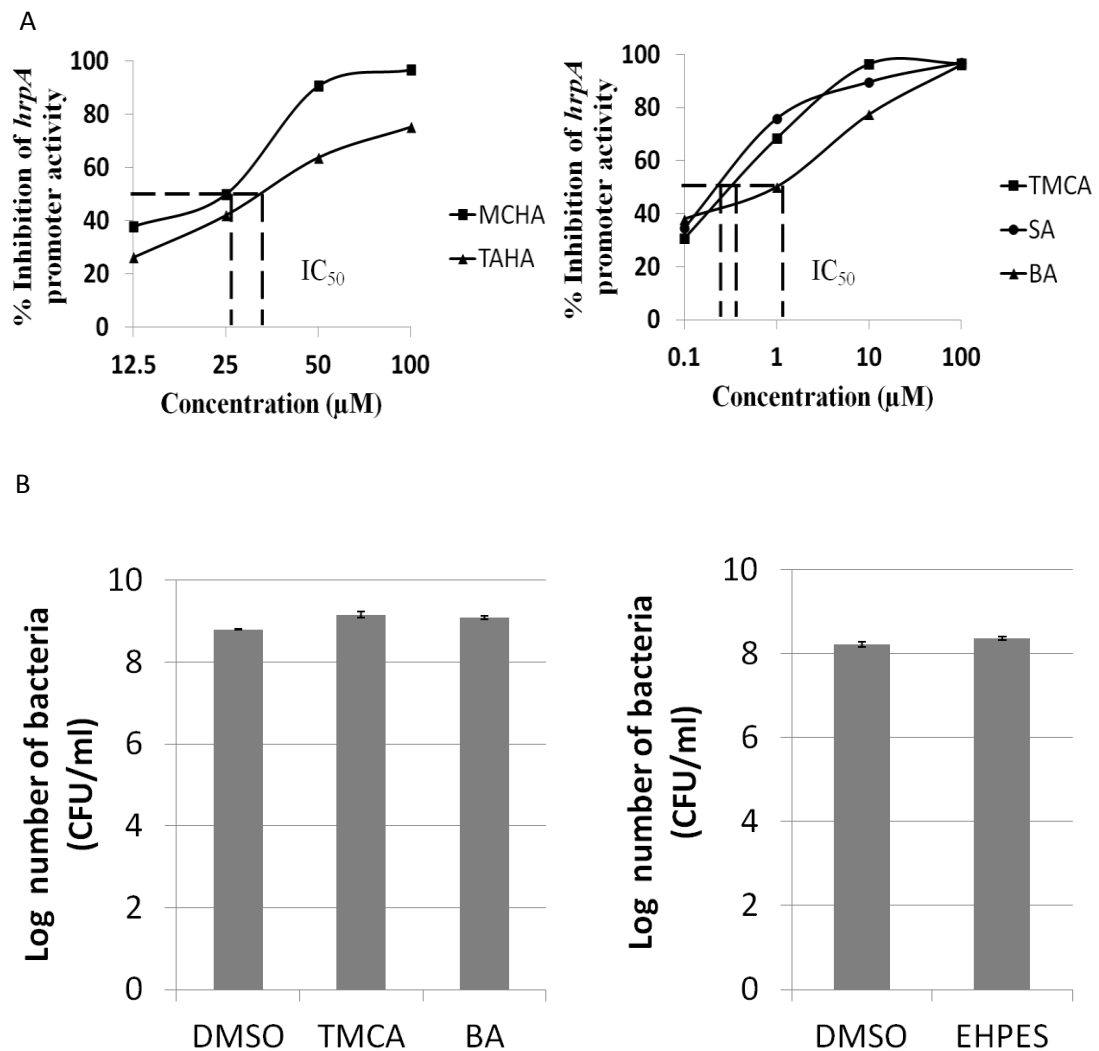 A
% Inhibition of hrpA
promoter activity
100
80
60
40
20
0
12.5 25 50 100
Concentration (µM)
IC50
MCHA
TAHA
% Inhibition of hrpA
promoter activity
100
80
60
40
20
0
0.1 1 10 100
Concentration (µM)
IC50
TMCA
SA
BA
B
Log number of bacteria
(CFU/ml)
10
8
6
4
2
0
DMSO TMCA BA
Log number of bacteria
(CFU/ml)
10
8
6
4
2
0
DMSO EHPES